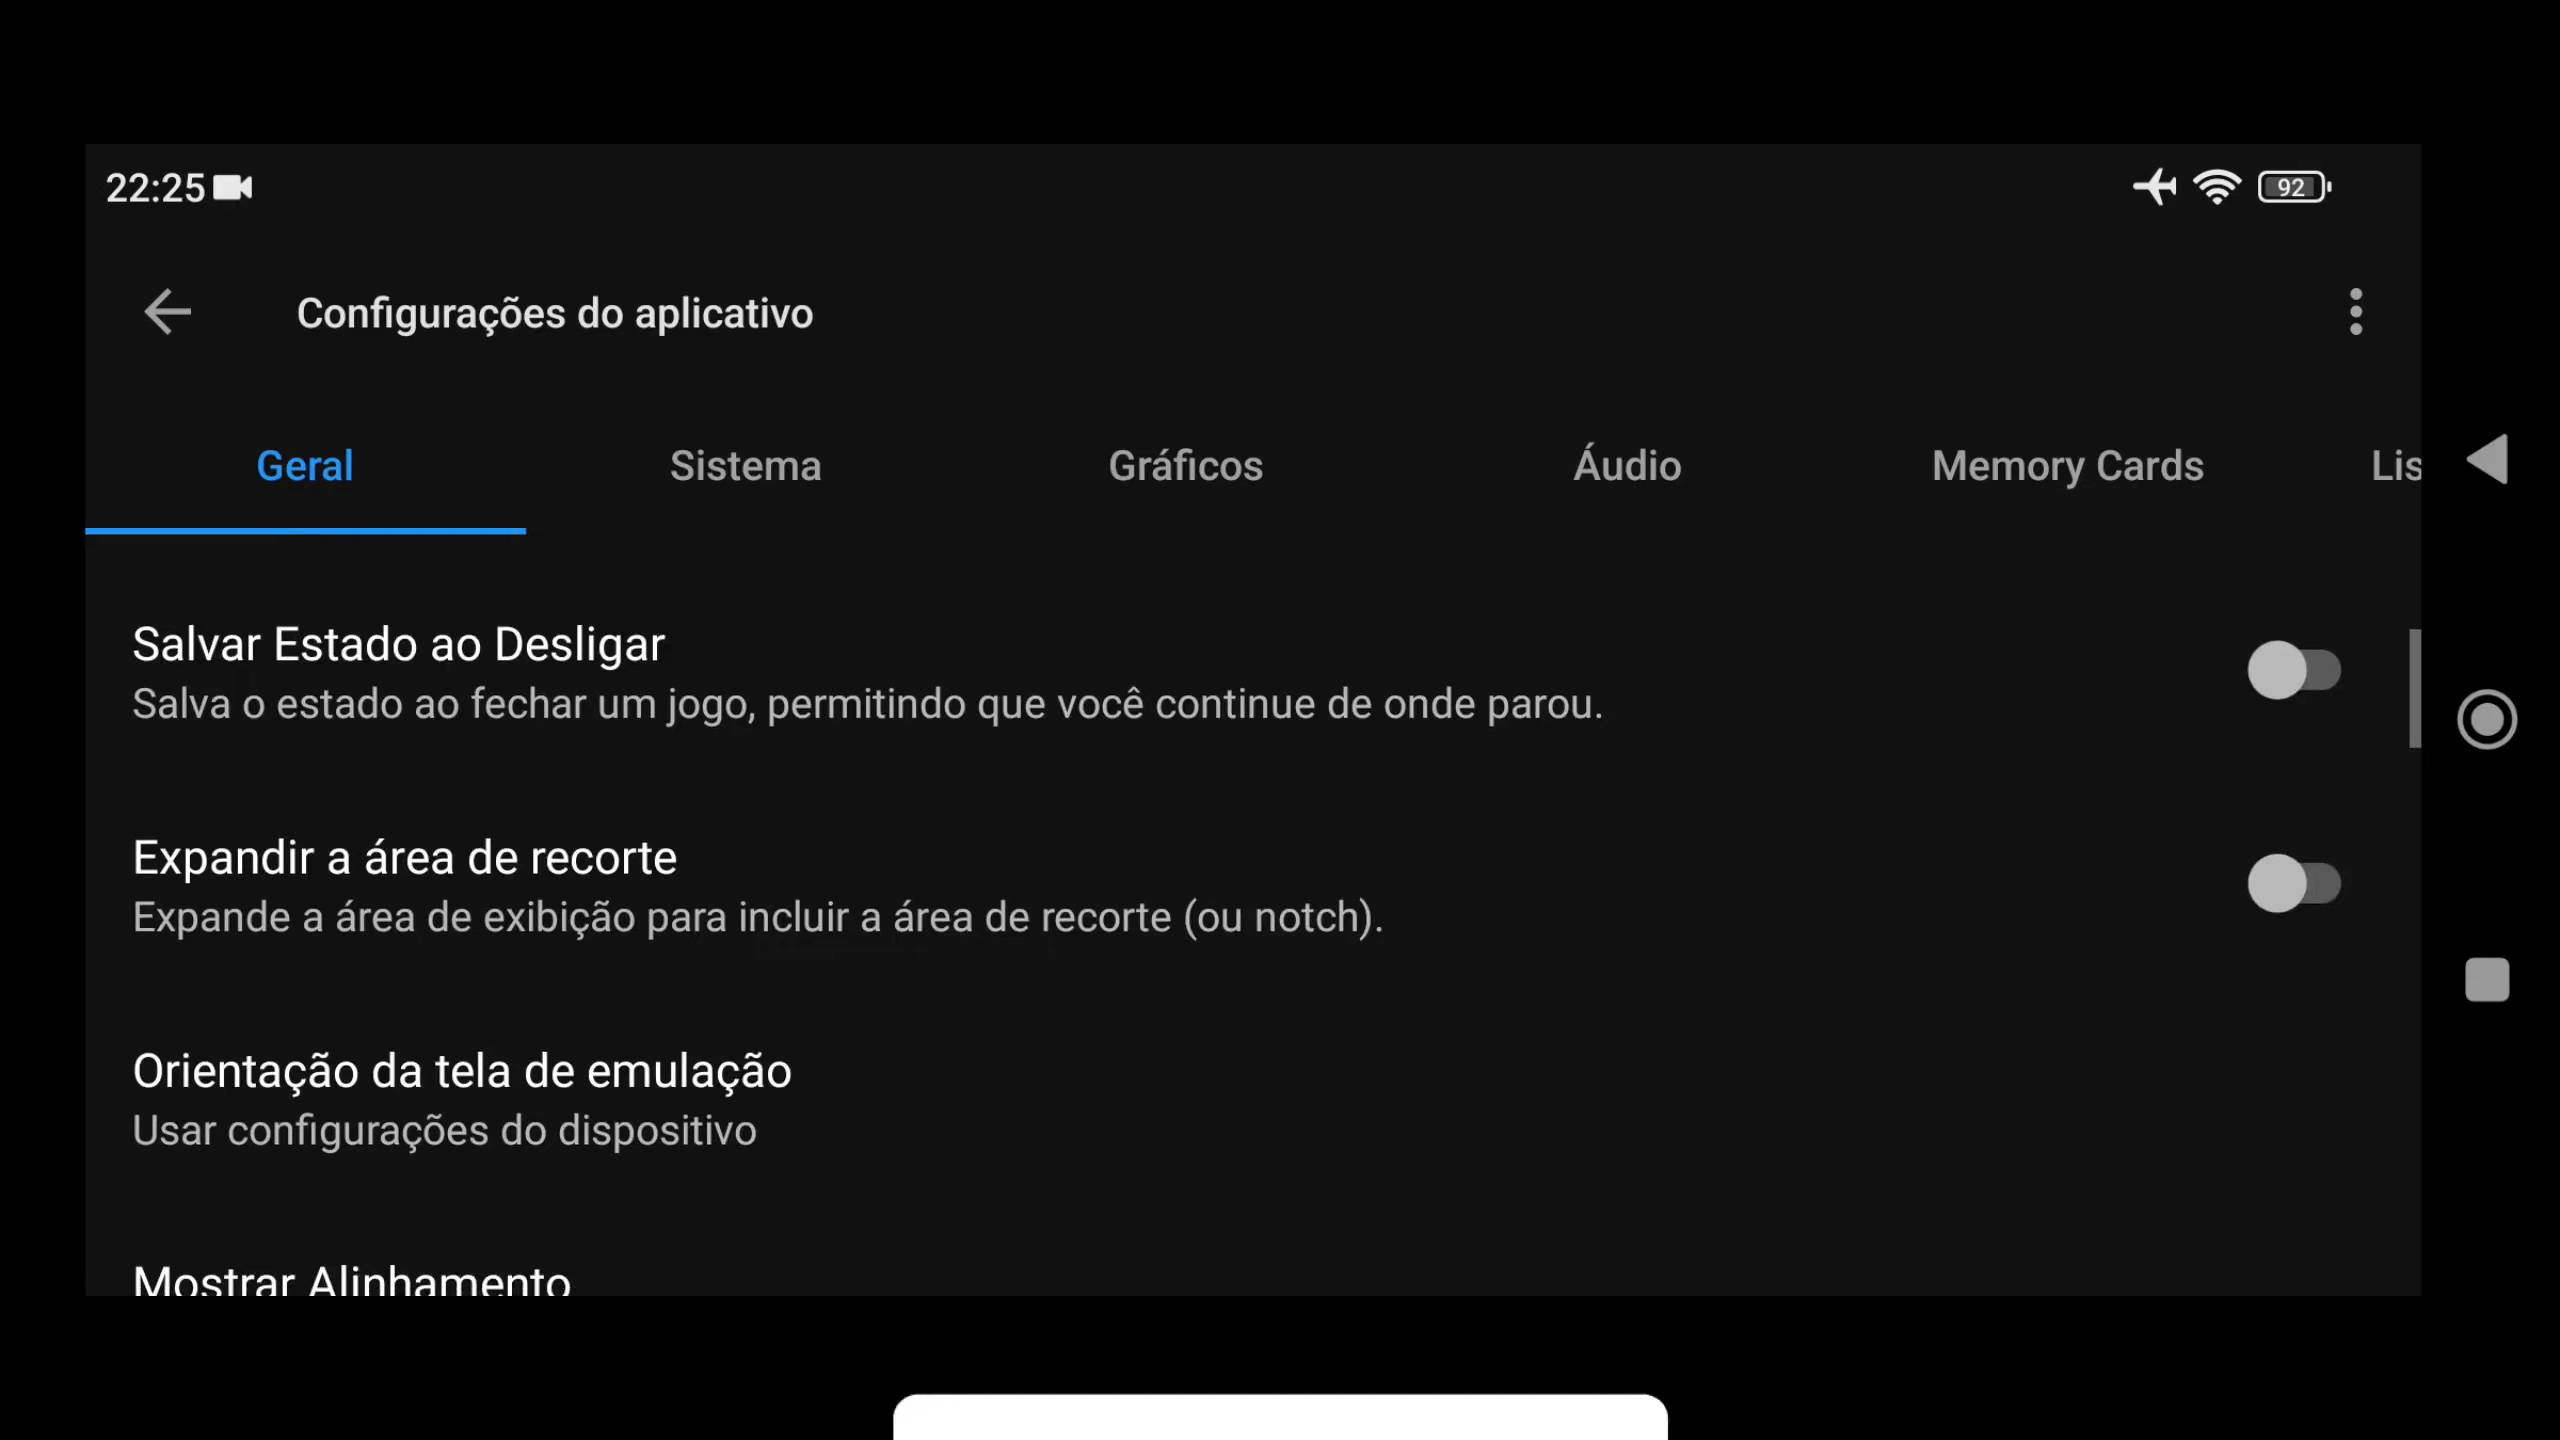 22:25
92
Configurações do aplicativo
Geral
Sistema
Gráficos
Áudio
Memory Cards
Lis
Salvar Estado ao Desligar
Salva o estado ao fechar um jogo, permitindo que você continue de onde parou.
Expandir a área de recorte
Expande a área de exibição para incluir a área de recorte (ou notch).
Orientação da tela de emulação
Usar configurações do dispositivo
Mostrar Alinhamento